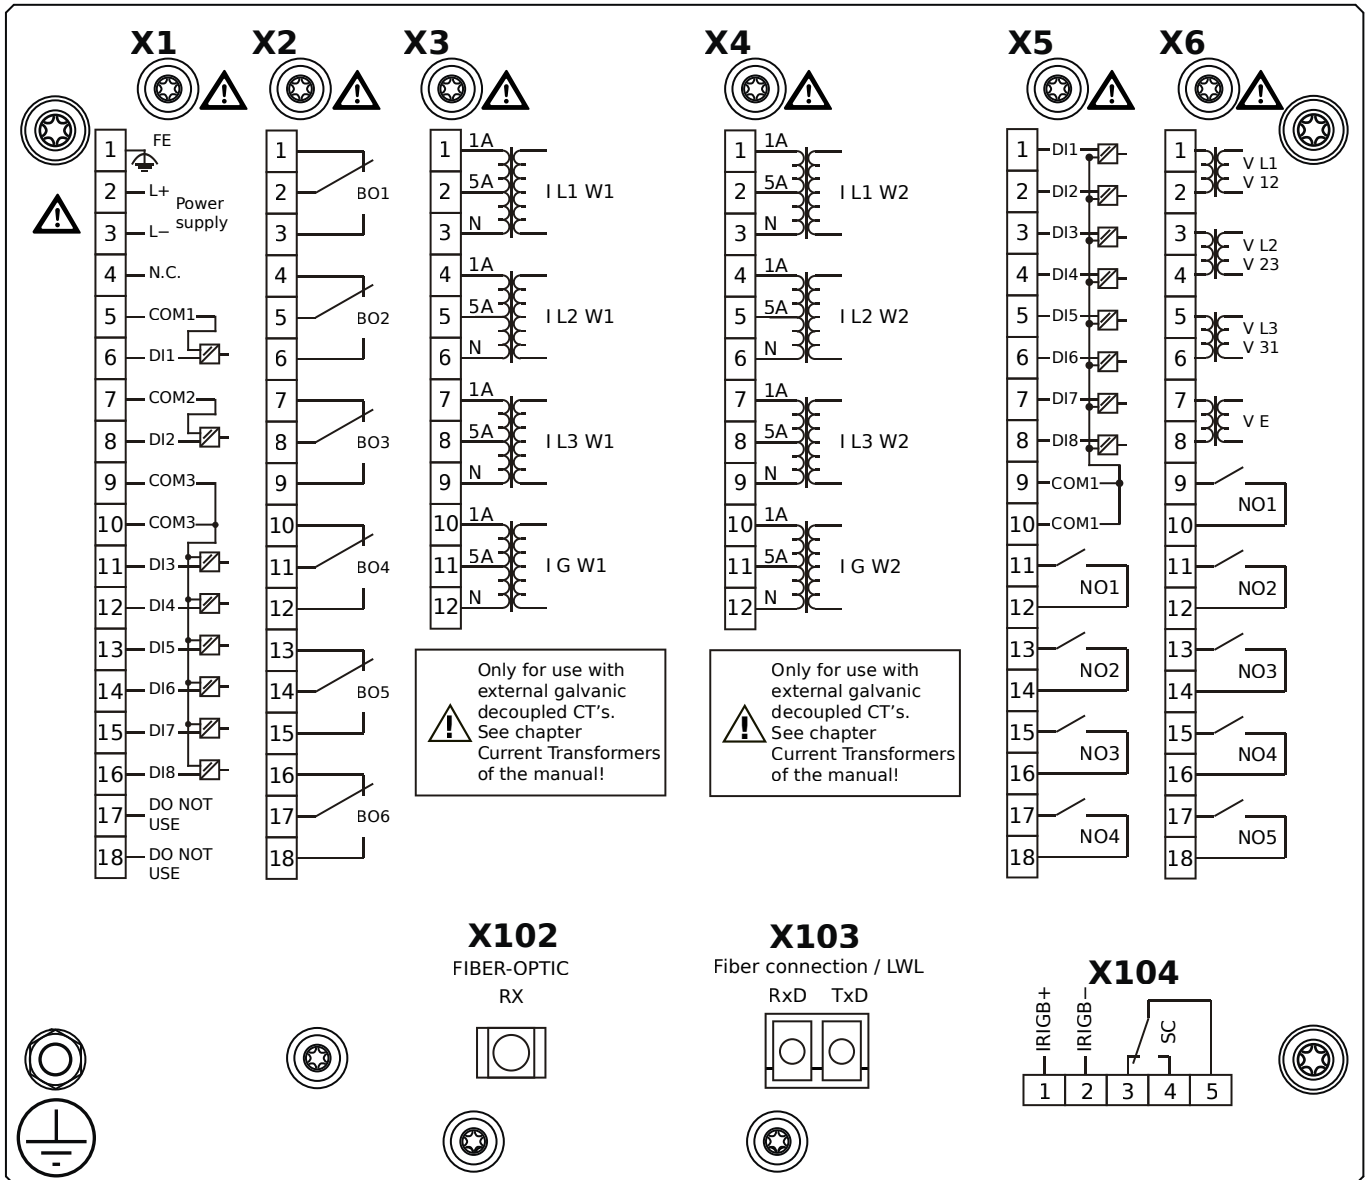 X1
X2
X3
X4
X5
X6
1 FE
2 L+
Power
supply
3 L−
4 N.C.
5 COM1
6 DI1
7 COM2
8 DI2
9 COM3
10 COM3
11 DI3
12 DI4
13 DI5
14 DI6
15 DI7
16 DI8
17 DO NOT
USE
18 DO NOT
USE
1
2 BO1
3
4
5 BO2
6
7
8 BO3
9
10
11 BO4
12
13
14 BO5
15
16
17 BO6
18
1 1A
2 5A I L1 W1
3 N
4 1A
5 5A I L2 W1
6 N
7 1A
8 5A I L3 W1
9 N
10 1A
11 5A I G W1
12 N
Only for use with
external galvanic
decoupled CT's.
See chapter
Current Transformers
of the manual!
1 1A
2 5A I L1 W2
3 N
4 1A
5 5A I L2 W2
6 N
7 1A
8 5A I L3 W2
9 N
10 1A
11 5A I G W2
12 N
Only for use with
external galvanic
decoupled CT's.
See chapter
Current Transformers
of the manual!
1 DI1
2 DI2
3 DI3
4 DI4
5 DI5
6 DI6
7 DI7
8 DI8
9 COM1
10 COM1
11
NO1
12
13
NO2
14
15
NO3
16
17
NO4
18
1 V L1
2 V 12
3 V L2
V 23
4
5 V L3
6 V 31
7
V E
8
9
NO1
10
11
NO2
12
13
NO3
14
15
NO4
16
17
NO5
18
X102
FIBER-OPTIC
RX
X103
Fiber connection / LWL
RxD TxD
X104
IRIGB+
IRIGB−
SC
1 2 3 4 5